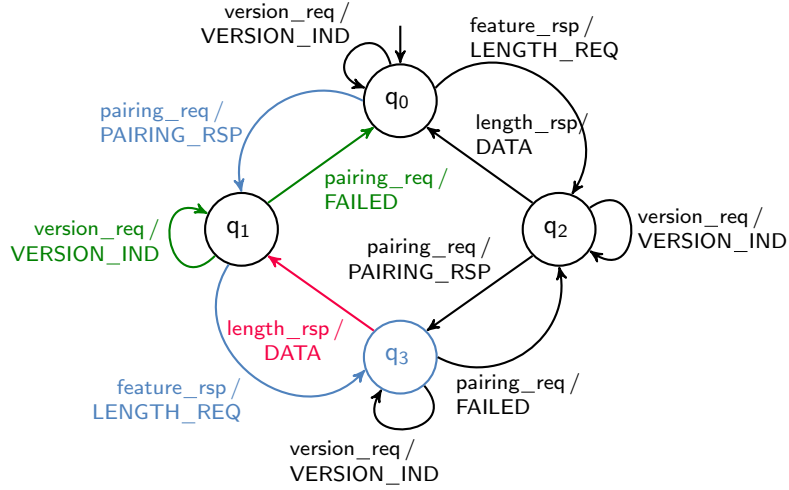 version_req /
VERSION_IND
feature_rsp /
LENGTH_REQ
q0
pairing_req /
PAIRING_RSP
length_rsp/
DATA
pairing_req /
FAILED
version_req /
VERSION_IND
q1
q2
version_req /
VERSION_IND
pairing_req /
PAIRING_RSP
length_rsp /
DATA
q3
feature_rsp /
LENGTH_REQ
pairing_req /
FAILED
version_req /
VERSION_IND